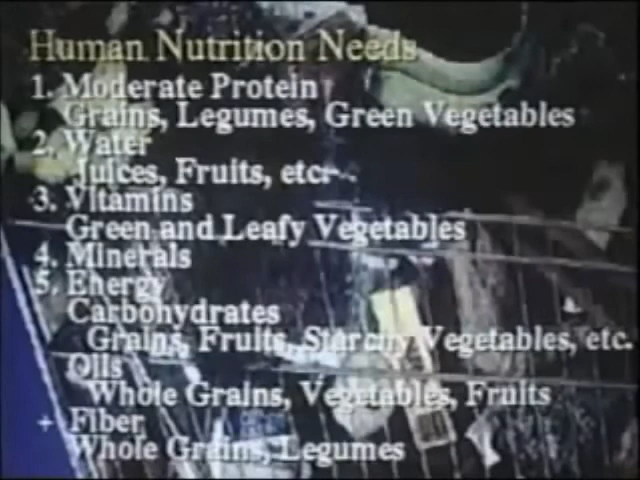 Human Nutrition Needs
1. Moderate Protein
Grains, Legumes, Green Vegetables
2. Water
Juices, Fruits, etc.
3. Vitamins
Green and Leafy Vegetables
4. Minerals
5. Energy
Carbohydrates
Grains, Fruits, Starchy Vegetables, etc.
Oils
Whole Grains, Vegetables, Fruits
+ Fiber
Whole Grains, Legumes